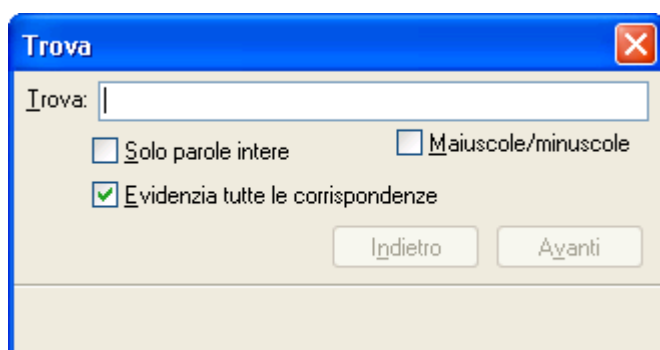 Trova
Trova:
Solo parole intere Maiuscole/minuscole
Evidenzia tutte le corrispondenze
Indietro Avanti